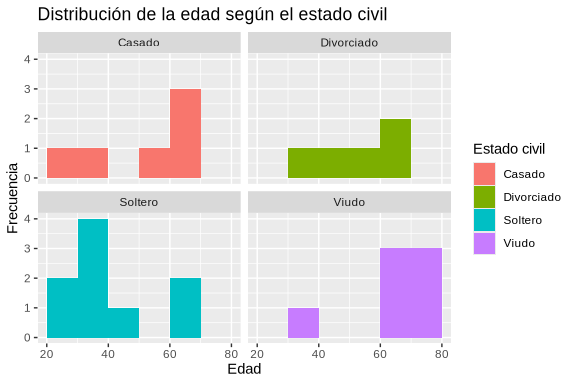 Distribución de la edad según el estado civil
Casado
Divorciado
4
3
2
1
0
Soltero
Viudo
4
3
2
1
0
20
40
60
80
20
40
60
80
Frecuencia
Edad
Estado civil
Casado
Divorciado
Soltero
Viudo